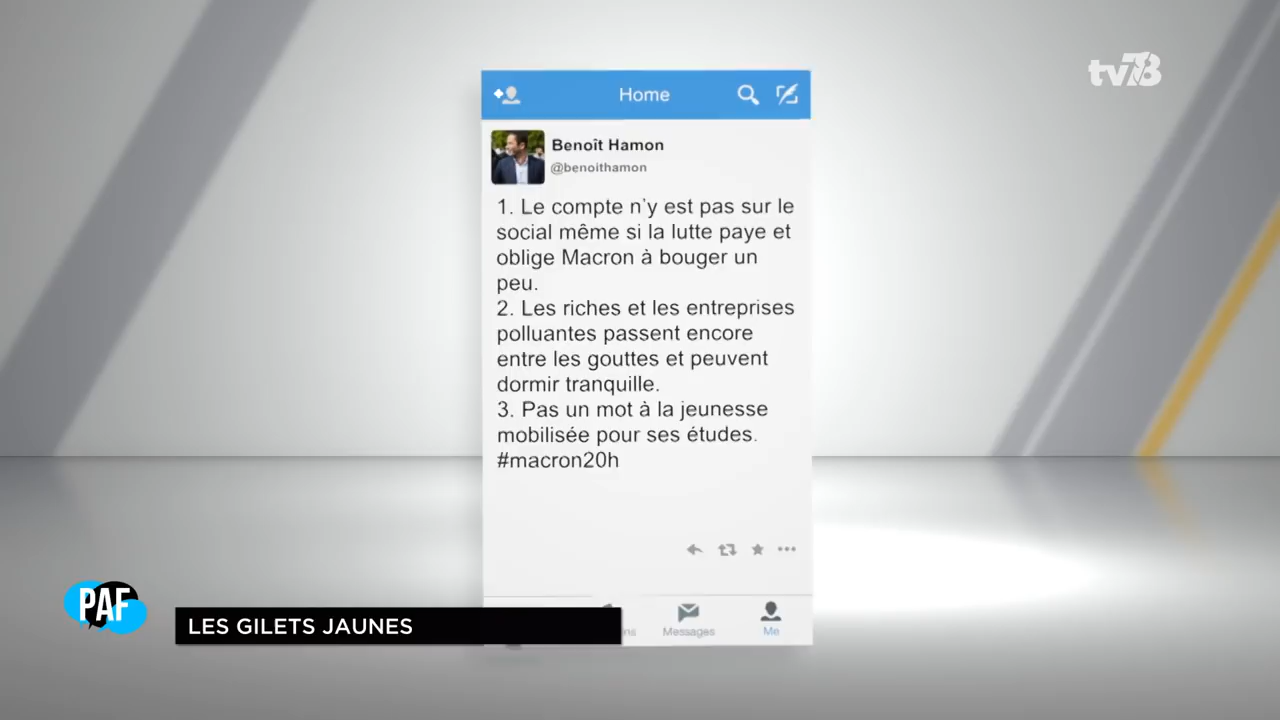 tv78
Home
Benoît Hamon
@benoithamon
1. Le compte n'y est pas sur le
social même si la lutte paye et
oblige Macron à bouger un
peu.
2. Les riches et les entreprises
polluantes passent encore
entre les gouttes et peuvent
dormir tranquille.
3. Pas un mot à la jeunesse
mobilisée pour ses études.
#macron20h
PAF
LES GILETS JAUNES
ns
Messages
Me